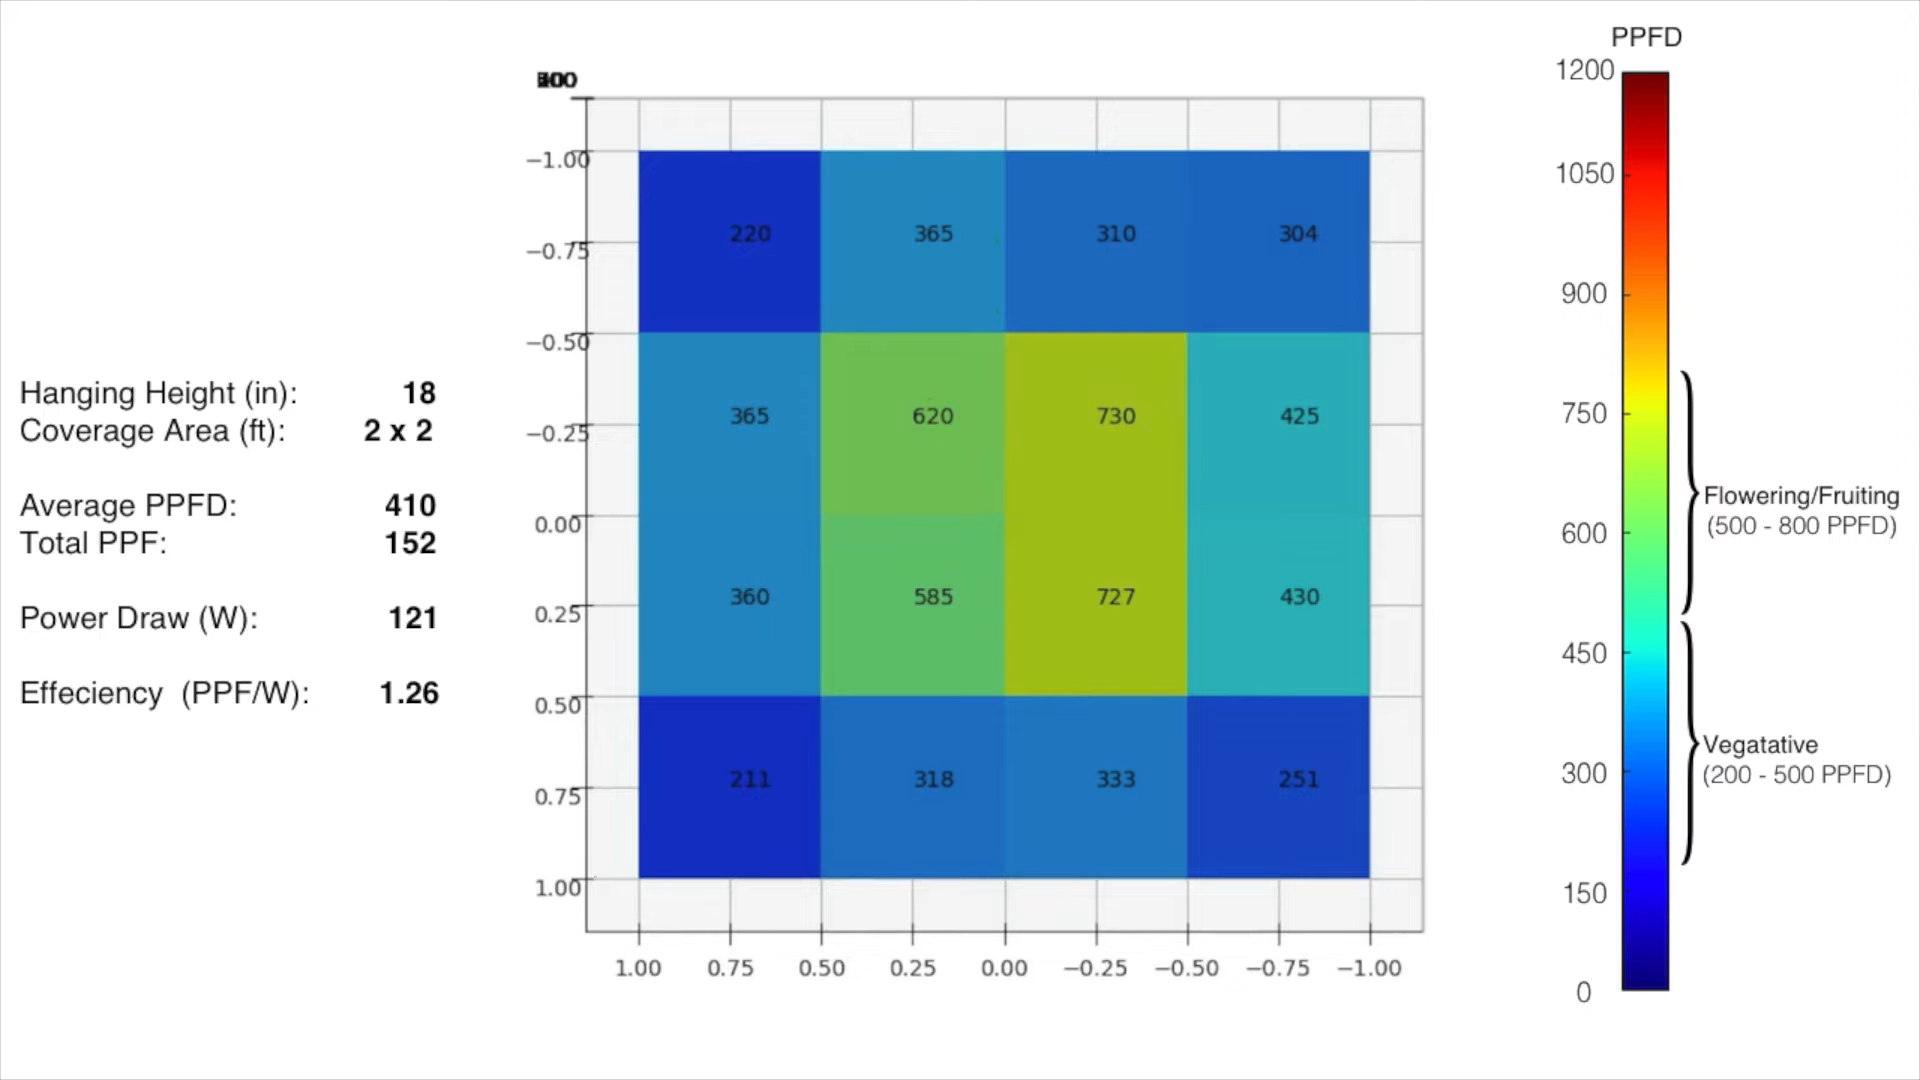 PPFD
1200
1050
900
750
600
450
300
150
0
Flowering/Fruiting
(500 - 800 PPFD)
Vegatative
(200 - 500 PPFD)
Hanging Height (in): 18
Coverage Area (ft): 2 x 2
Average PPFD: 410
Total PPF: 152
Power Draw (W): 121
Effeciency (PPF/W): 1.26
−1.00
−0.75
−0.50
−0.25
0.00
0.25
0.50
0.75
1.00
220 365 310 304
365 620 730 425
360 585 727 430
211 318 333 251
1.00 0.75 0.50 0.25 0.00 −0.25 −0.50 −0.75 −1.00